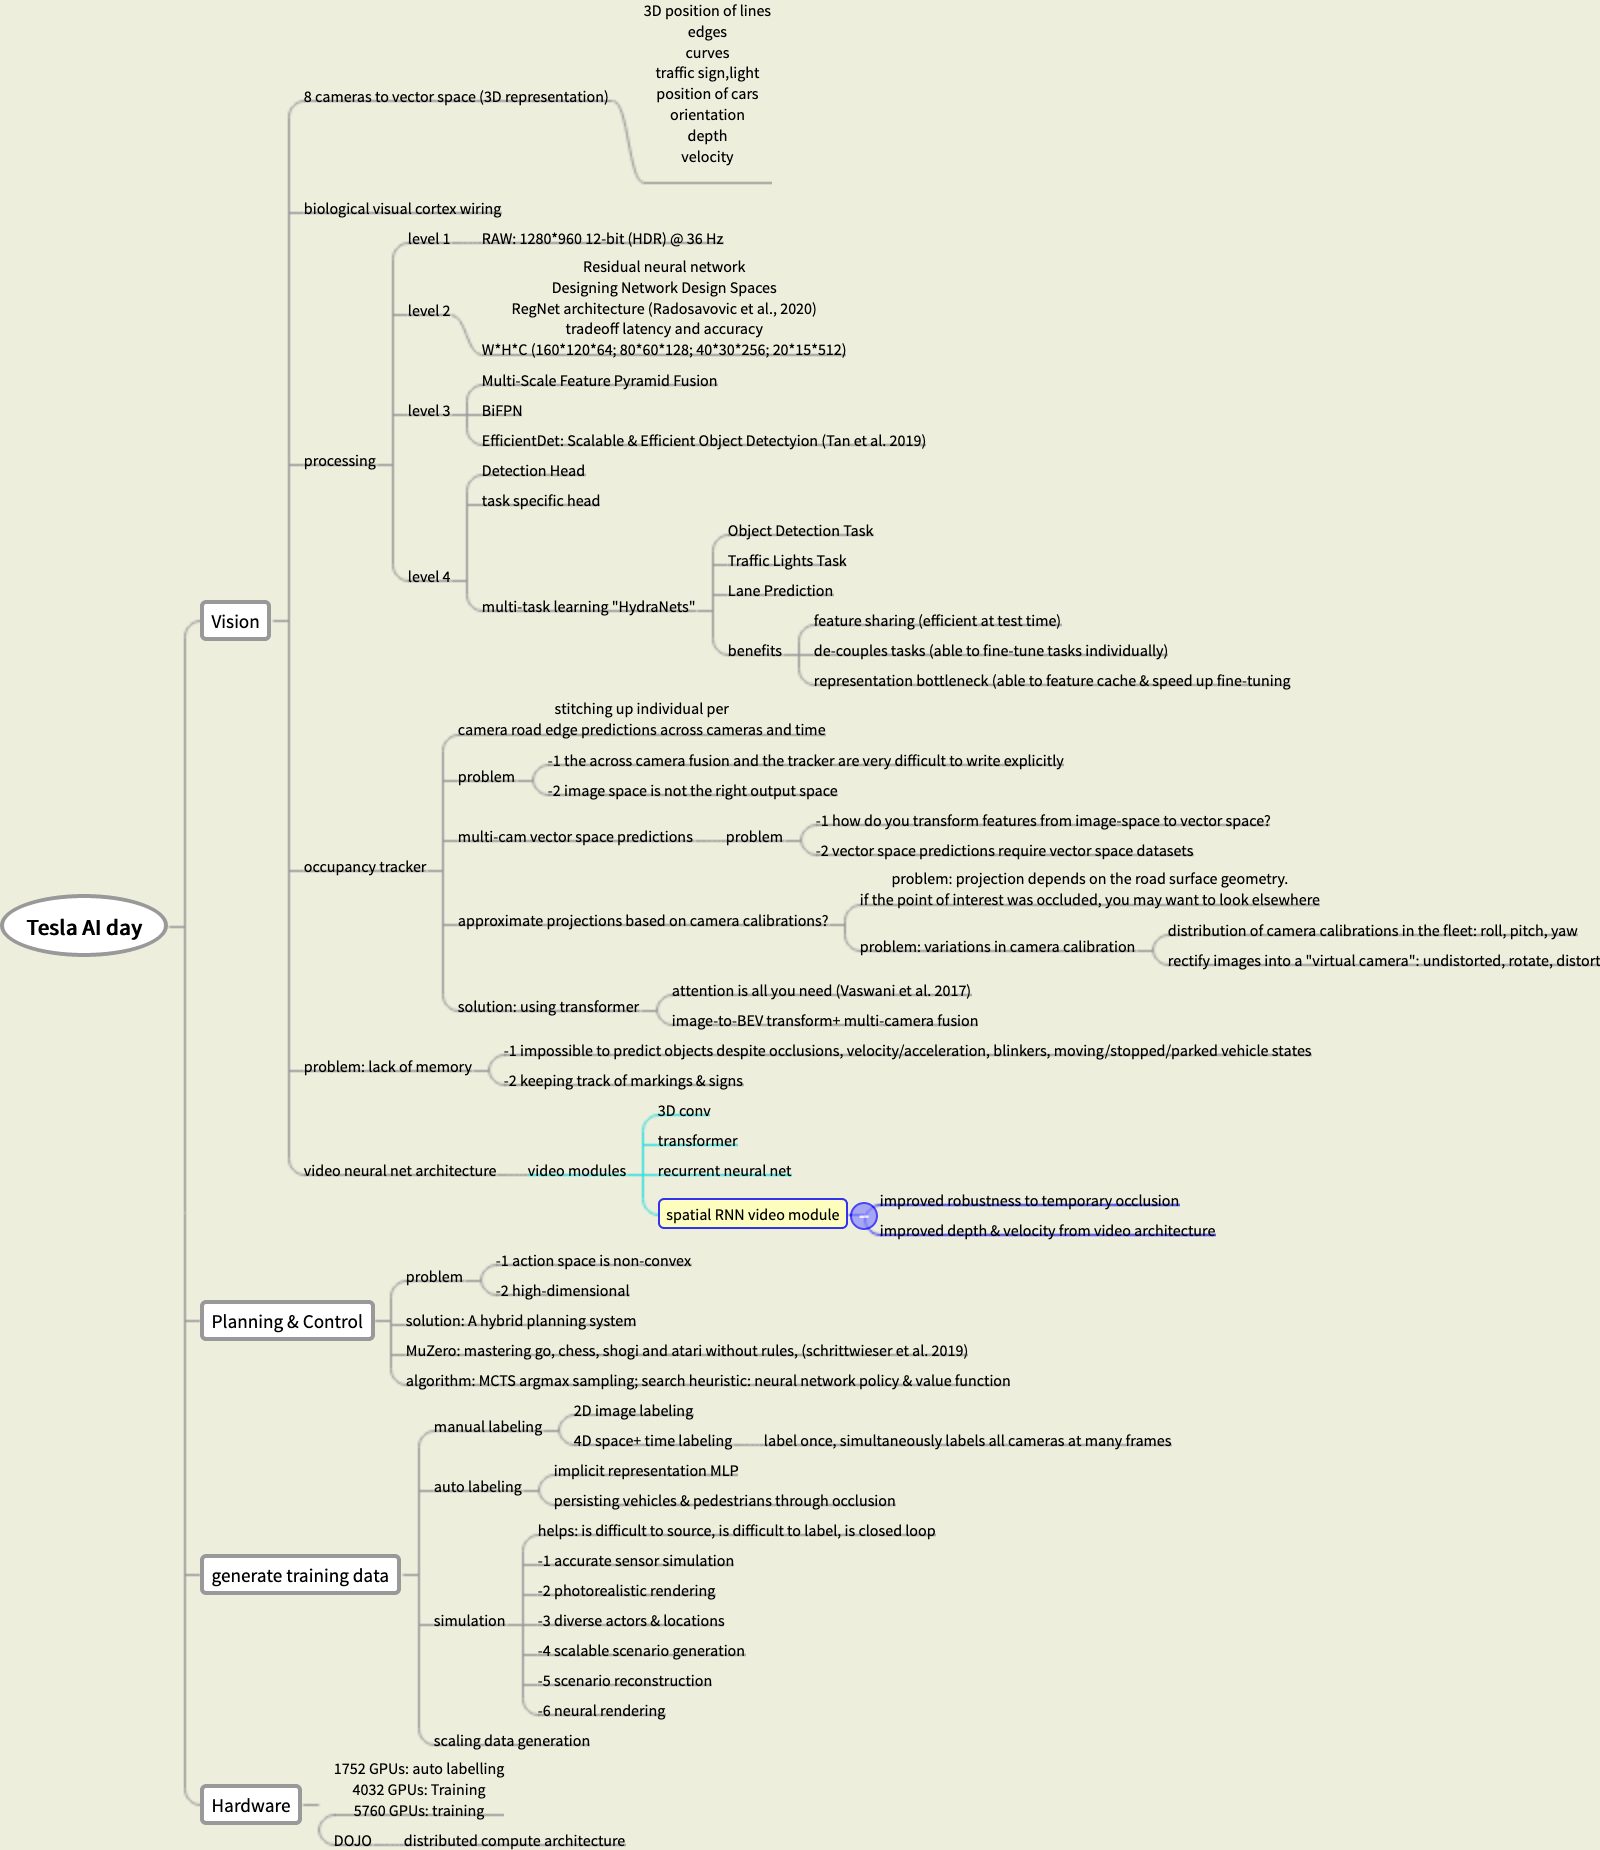 3D position of lines
edges
curves
traffic sign,light
position of cars
orientation
depth
velocity
8 cameras to vector space (3D representation)
biological visual cortex wiring
level 1
RAW: 1280*960 12-bit (HDR) @ 36 Hz
Residual neural network
Designing Network Design Spaces
RegNet architecture (Radosavovic et al., 2020)
tradeoff latency and accuracy
W*H*C (160*120*64; 80*60*128; 40*30*256; 20*15*512)
level 2
Multi-Scale Feature Pyramid Fusion
level 3
BiFPN
EfficientDet: Scalable & Efficient Object Detectyion (Tan et al. 2019)
processing
Detection Head
task specific head
level 4
multi-task learning "HydraNets"
Object Detection Task
Traffic Lights Task
Lane Prediction
benefits
feature sharing (efficient at test time)
de-couples tasks (able to fine-tune tasks individually)
representation bottleneck (able to feature cache & speed up fine-tuning
Vision
stitching up individual per
camera road edge predictions across cameras and time
problem
-1 the across camera fusion and the tracker are very difficult to write explicitly
-2 image space is not the right output space
multi-cam vector space predictions
problem
-1 how do you transform features from image-space to vector space?
-2 vector space predictions require vector space datasets
occupancy tracker
problem: projection depends on the road surface geometry.
if the point of interest was occluded, you may want to look elsewhere
approximate projections based on camera calibrations?
problem: variations in camera calibration
distribution of camera calibrations in the fleet: roll, pitch, yaw
rectify images into a "virtual camera": undistorted, rotate, distort
Tesla AI day
solution: using transformer
attention is all you need (Vaswani et al. 2017)
image-to-BEV transform+ multi-camera fusion
problem: lack of memory
-1 impossible to predict objects despite occlusions, velocity/acceleration, blinkers, moving/stopped/parked vehicle states
-2 keeping track of markings & signs
video neural net architecture
video modules
3D conv
transformer
recurrent neural net
spatial RNN video module
improved robustness to temporary occlusion
improved depth & velocity from video architecture
Planning & Control
problem
-1 action space is non-convex
-2 high-dimensional
solution: A hybrid planning system
MuZero: mastering go, chess, shogi and atari without rules, (schrittwieser et al. 2019)
algorithm: MCTS argmax sampling; search heuristic: neural network policy & value function
generate training data
manual labeling
2D image labeling
4D space+ time labeling
label once, simultaneously labels all cameras at many frames
auto labeling
implicit representation MLP
persisting vehicles & pedestrians through occlusion
simulation
helps: is difficult to source, is difficult to label, is closed loop
-1 accurate sensor simulation
-2 photorealistic rendering
-3 diverse actors & locations
-4 scalable scenario generation
-5 scenario reconstruction
-6 neural rendering
scaling data generation
Hardware
1752 GPUs: auto labelling
4032 GPUs: Training
5760 GPUs: training
DOJO
distributed compute architecture